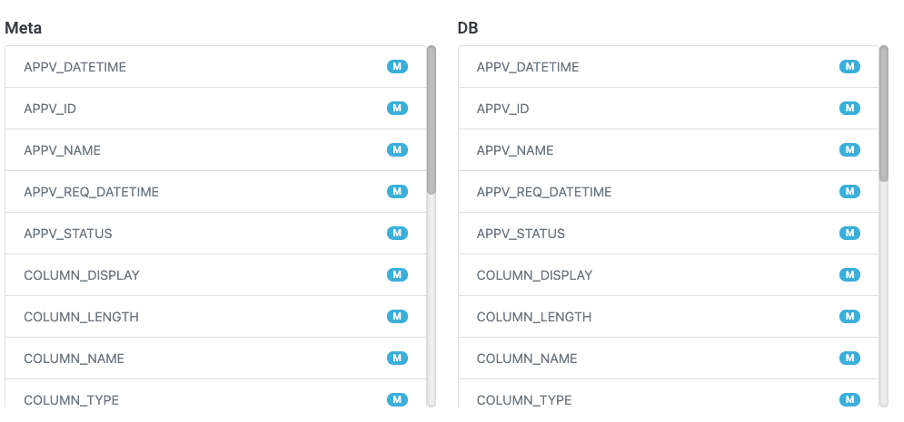 Meta DB
APPV_DATETIME M APPV_DATETIME M
APPV_ID M APPV_ID M
APPV_NAME M APPV_NAME M
APPV_REQ_DATETIME M APPV_REQ_DATETIME M
APPV_STATUS M APPV_STATUS M
COLUMN_DISPLAY M COLUMN_DISPLAY M
COLUMN_LENGTH M COLUMN_LENGTH M
COLUMN_NAME M COLUMN_NAME M
COLUMN_TYPE M COLUMN_TYPE M